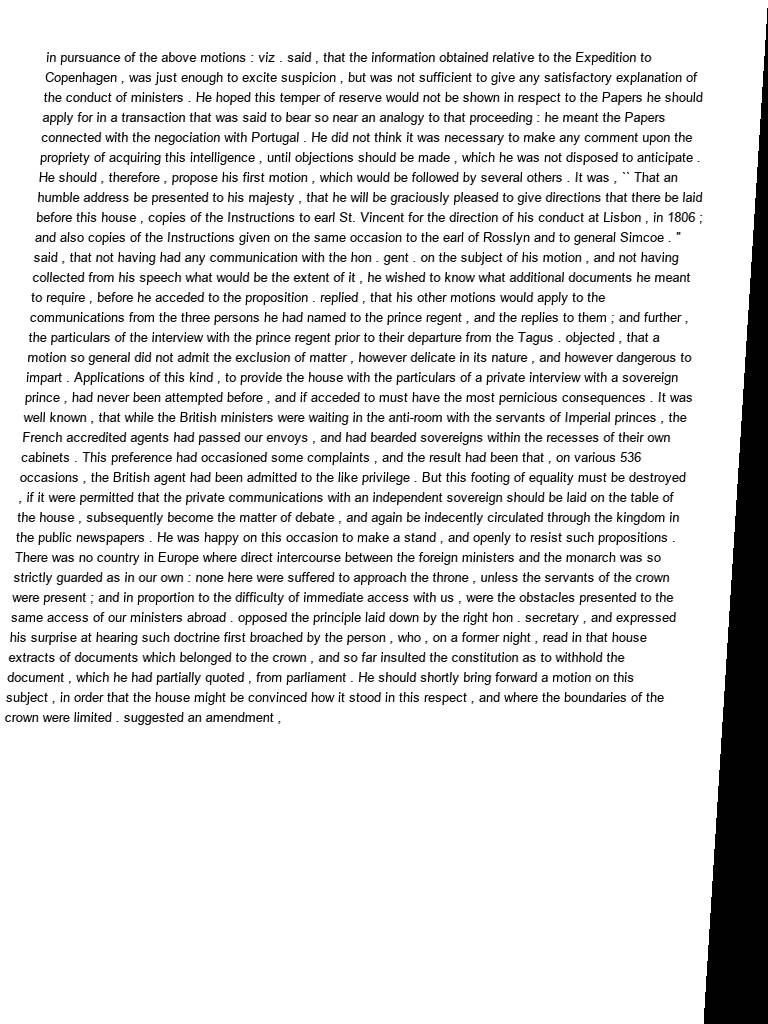 in pursuance of the above motions : viz . said , that the information obtained relative to the Expedition to
Copenhagen , was just enough to excite suspicion , but was not sufficient to give any satisfactory explanation of
the conduct of ministers . He hoped this temper of reserve would not be shown in respect to the Papers he should
apply for in a transaction that was said to bear so near an analogy to that proceeding : he meant the Papers
connected with the negociation with Portugal . He did not think it was necessary to make any comment upon the
propriety of acquiring this intelligence , until objections should be made , which he was not disposed to anticipate .
He should , therefore , propose his first motion , which would be followed by several others . It was , `` That an
humble address be presented to his majesty , that he will be graciously pleased to give directions that there be laid
before this house , copies of the Instructions to earl St. Vincent for the direction of his conduct at Lisbon , in 1806 ;
and also copies of the Instructions given on the same occasion to the earl of Rosslyn and to general Simcoe . "
said , that not having had any communication with the hon . gent . on the subject of his motion , and not having
collected from his speech what would be the extent of it , he wished to know what additional documents he meant
to require , before he acceded to the proposition . replied , that his other motions would apply to the
communications from the three persons he had named to the prince regent , and the replies to them ; and further ,
the particulars of the interview with the prince regent prior to their departure from the Tagus . objected , that a
motion so general did not admit the exclusion of matter , however delicate in its nature , and however dangerous to
impart . Applications of this kind , to provide the house with the particulars of a private interview with a sovereign
prince , had never been attempted before , and if acceded to must have the most pernicious consequences . It was
well known , that while the British ministers were waiting in the anti-room with the servants of Imperial princes , the
French accredited agents had passed our envoys , and had bearded sovereigns within the recesses of their own
cabinets . This preference had occasioned some complaints , and the result had been that , on various 536
occasions , the British agent had been admitted to the like privilege . But this footing of equality must be destroyed
, if it were permitted that the private communications with an independent sovereign should be laid on the table of
the house , subsequently become the matter of debate , and again be indecently circulated through the kingdom in
the public newspapers . He was happy on this occasion to make a stand , and openly to resist such propositions .
There was no country in Europe where direct intercourse between the foreign ministers and the monarch was so
strictly guarded as in our own : none here were suffered to approach the throne , unless the servants of the crown
were present ; and in proportion to the difficulty of immediate access with us , were the obstacles presented to the
same access of our ministers abroad . opposed the principle laid down by the right hon . secretary , and expressed
his surprise at hearing such doctrine first broached by the person , who , on a former night , read in that house
extracts of documents which belonged to the crown , and so far insulted the constitution as to withhold the
document , which he had partially quoted , from parliament . He should shortly bring forward a motion on this
subject , in order that the house might be convinced how it stood in this respect , and where the boundaries of the
crown were limited . suggested an amendment ,